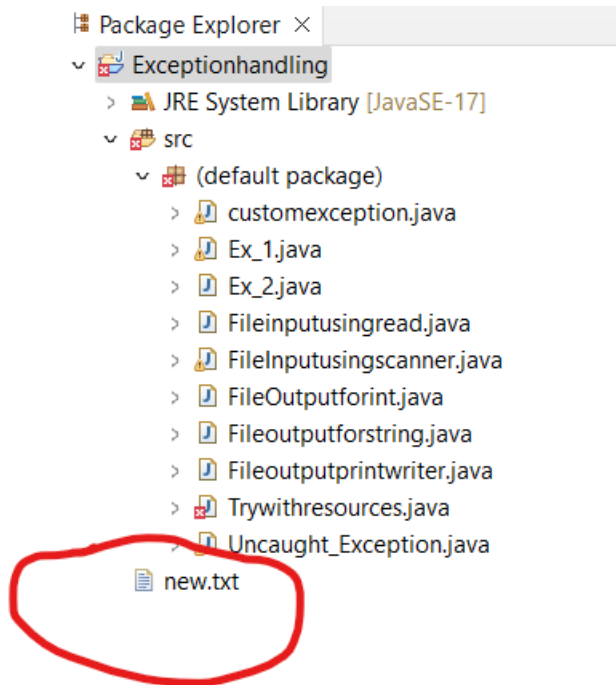 Package Explorer ×
Exceptionhandling
JRE System Library [JavaSE-17]
src
(default package)
customexception.java
Ex_1.java
Ex_2.java
Fileinputusingread.java
FileInputusingscanner.java
FileOutputforint.java
Fileoutputforstring.java
Fileoutputprintwriter.java
Trywithresources.java
Uncaught_Exception.java
new.txt